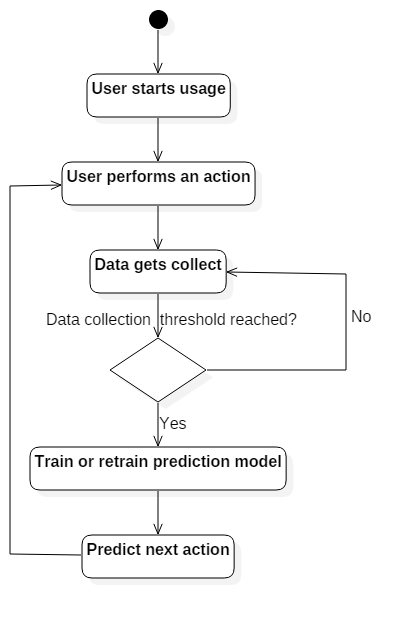 User starts usage
User performs an action
Data gets collect
Data collection threshold reached?
No
Yes
Train or retrain prediction model
Predict next action